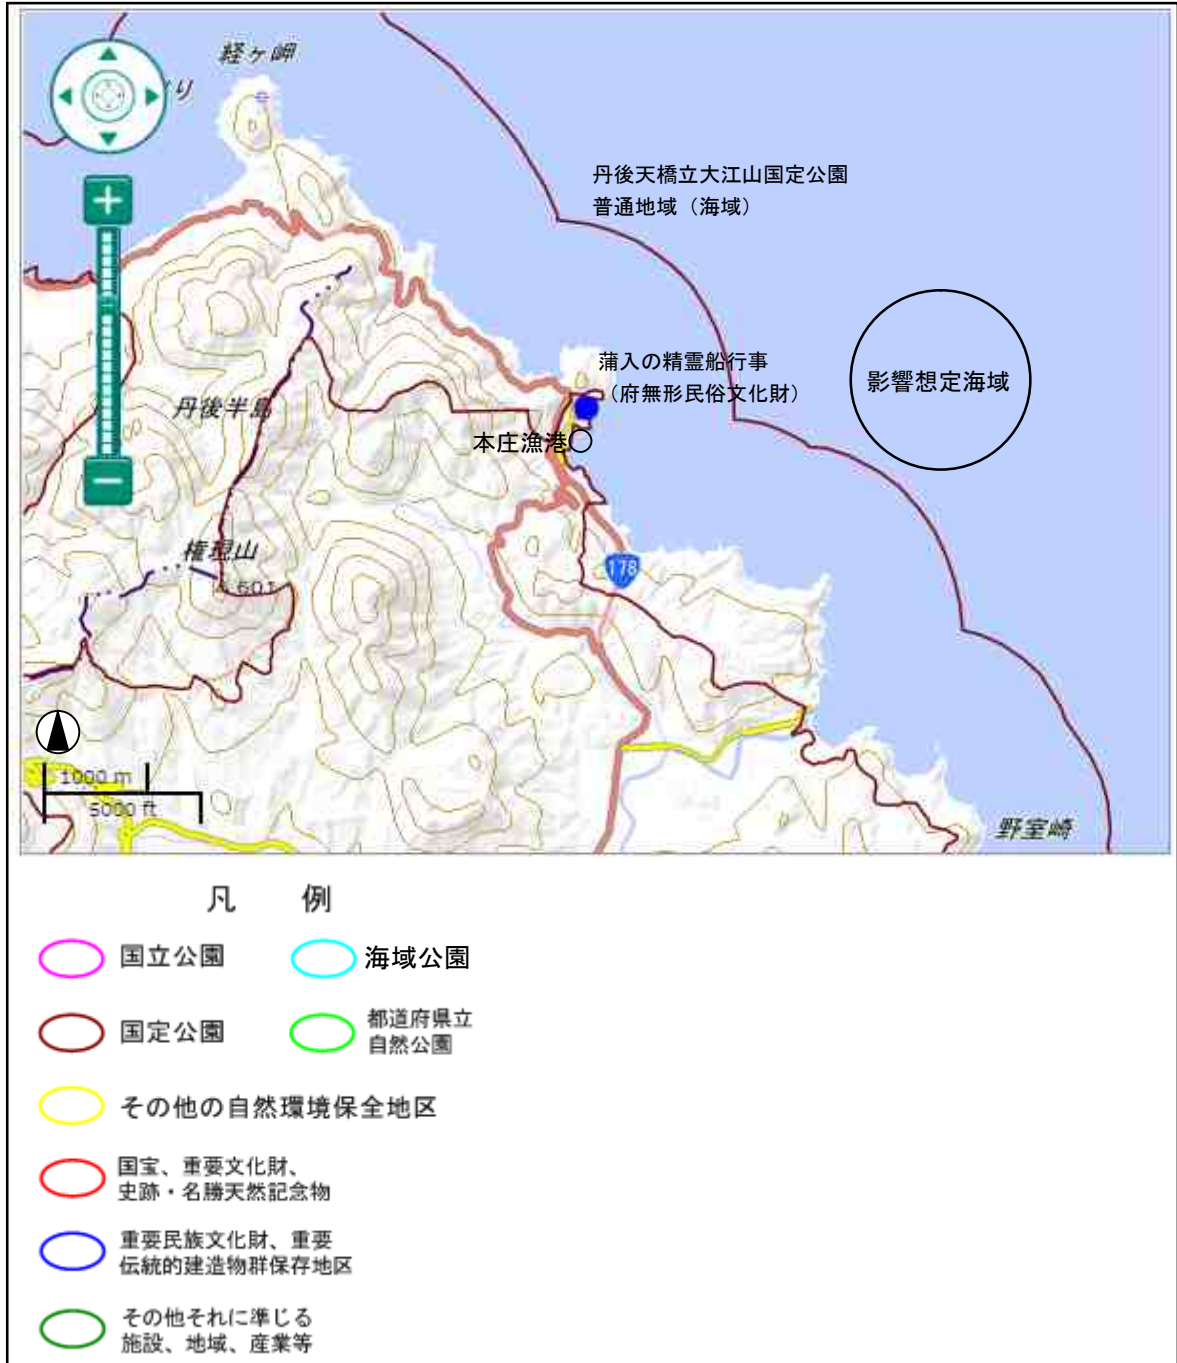 経ヶ岬
り
丹後天橋立大江山国定公園
普通地域（海域）
影響想定海域
蒲入の精霊船行事
（府無形民俗文化財）
丹後半島
本庄漁港
権現山
601
178
1000 m
5000 ft
野室崎
凡 例
国立公園
海域公園
国定公園
都道府県立
自然公園
その他の自然環境保全地区
国宝、重要文化財、
史跡・名勝天然記念物
重要民族文化財、重要
伝統的建造物群保存地区
その他それに準じる
施設、地域、産業等